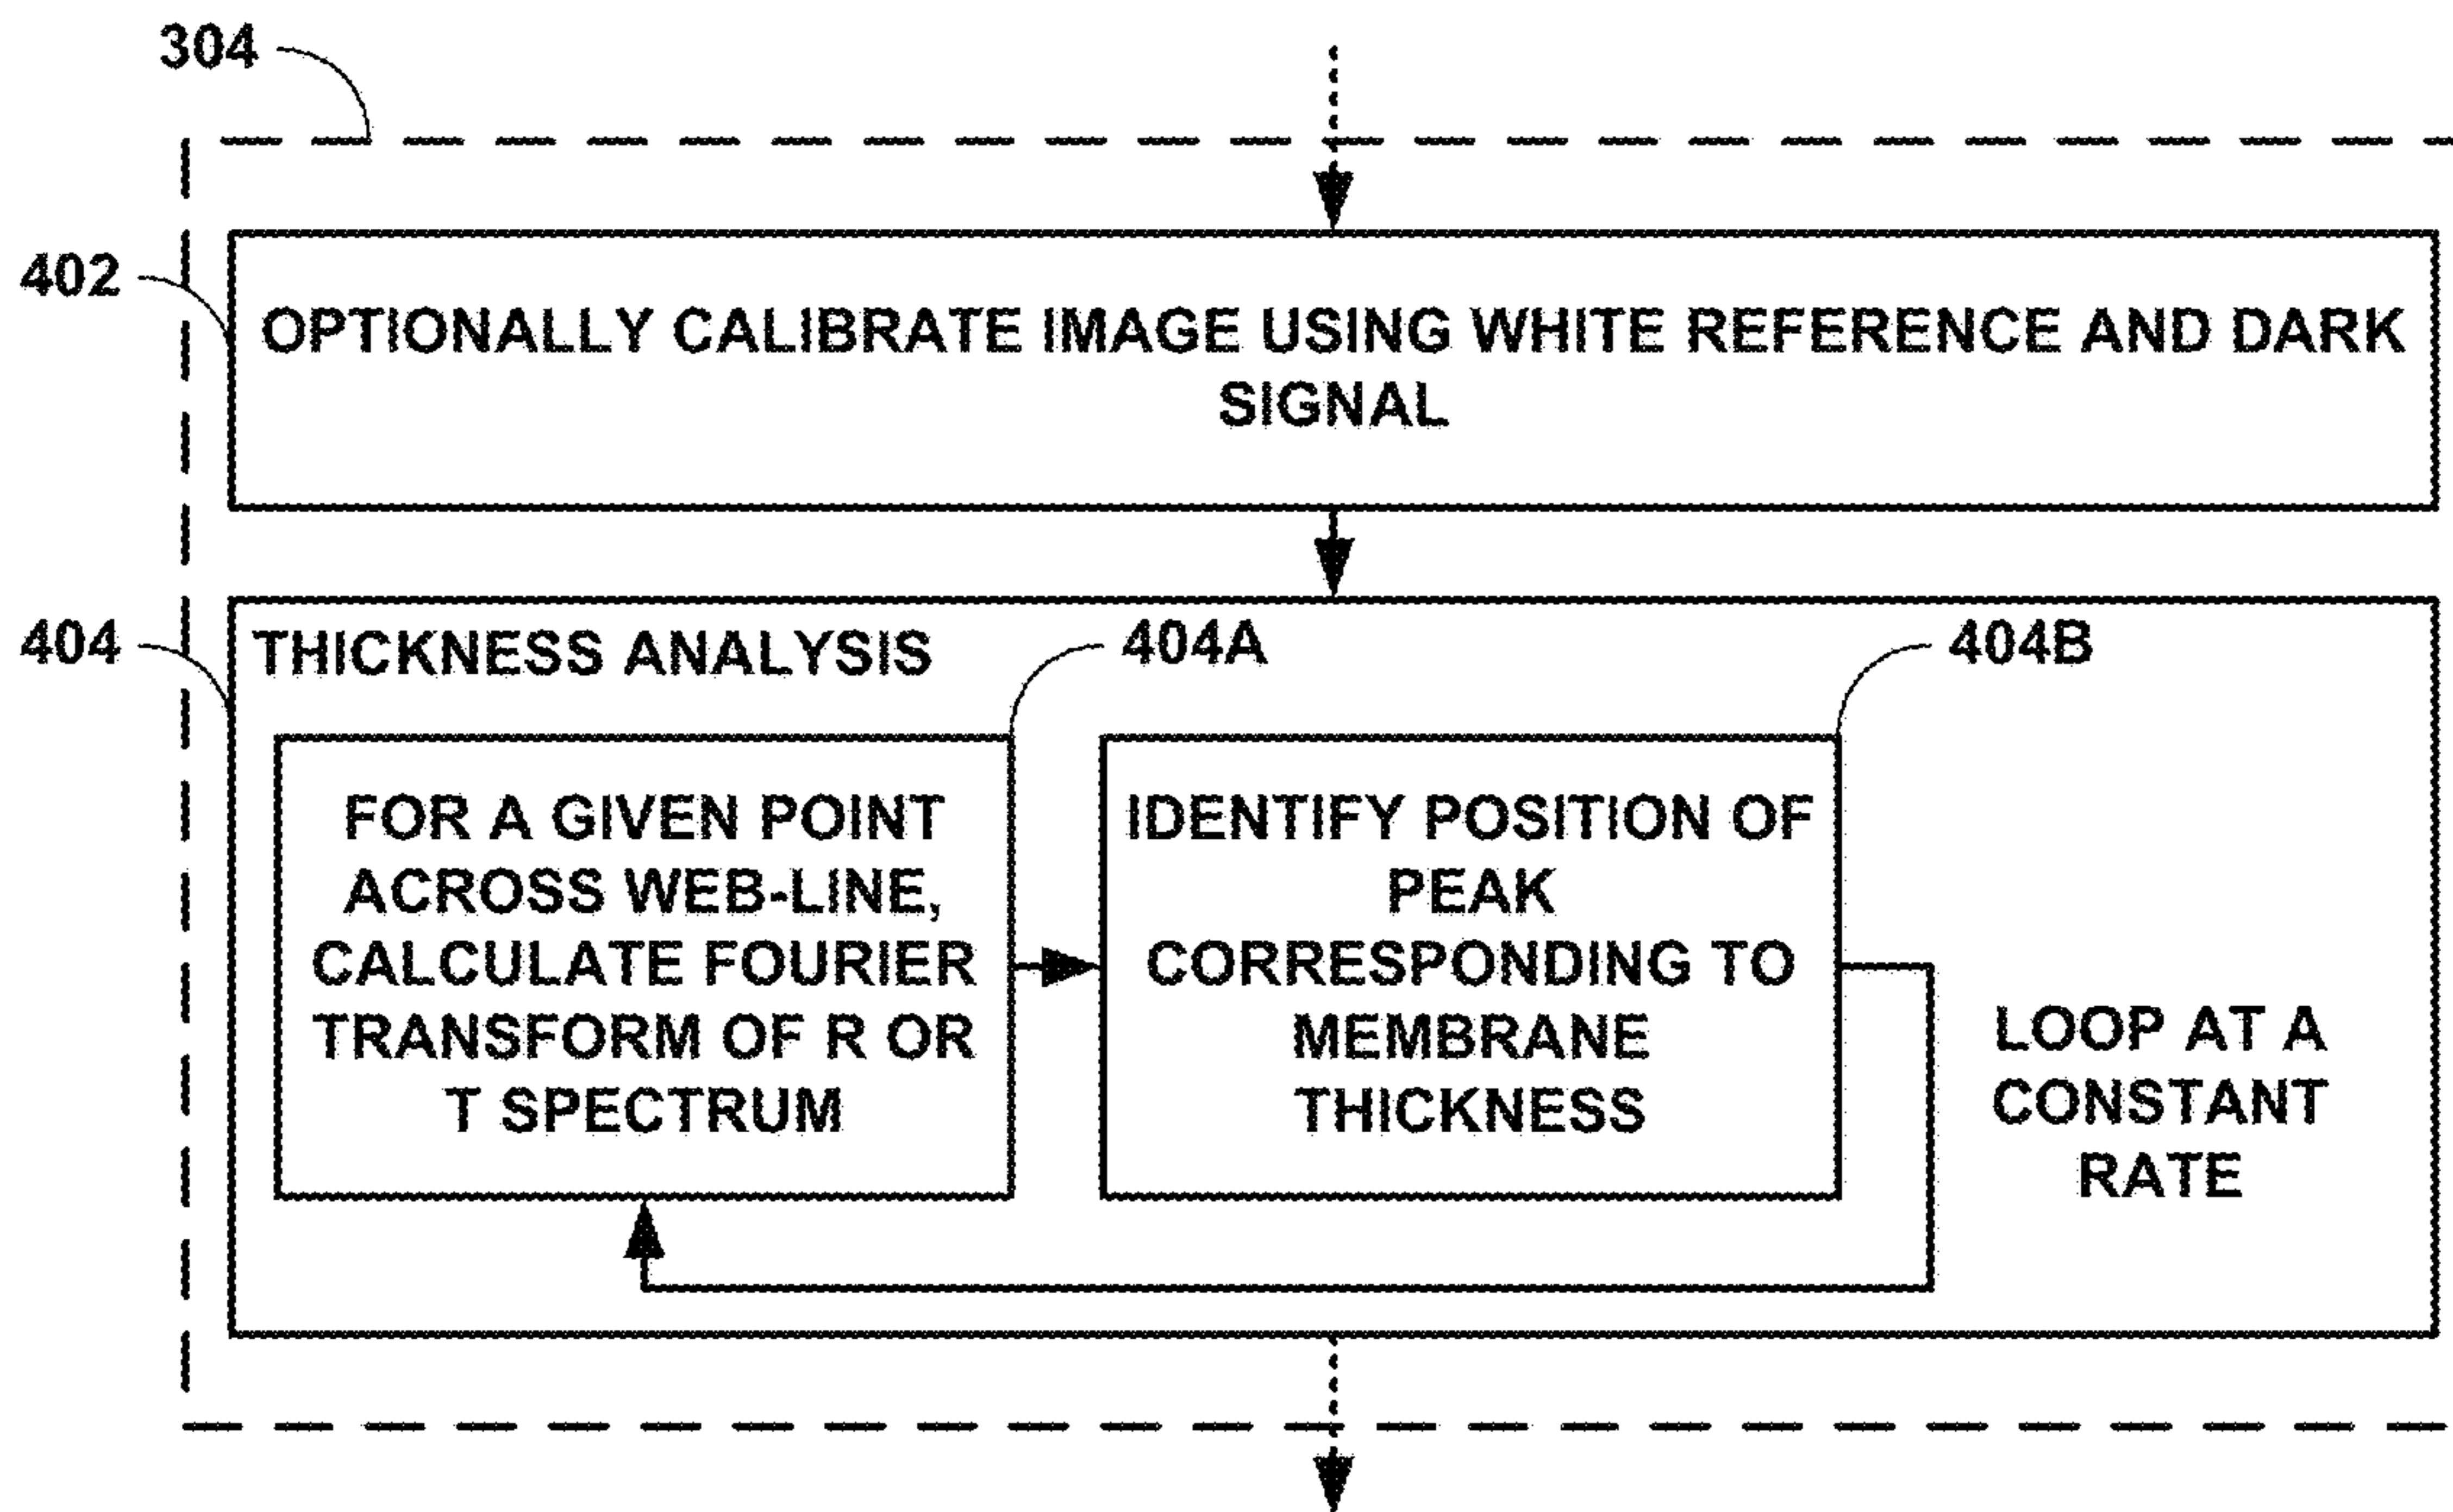 304
402
OPTIONALLY CALIBRATE IMAGE USING WHITE REFERENCE AND DARK
SIGNAL
404
THICKNESS ANALYSIS
404A
404B
FOR A GIVEN POINT
ACROSS WEB-LINE,
CALCULATE FOURIER
TRANSFORM OF R OR
T SPECTRUM
IDENTIFY POSITION OF
PEAK
CORRESPONDING TO
MEMBRANE
THICKNESS
LOOP AT A
CONSTANT
RATE